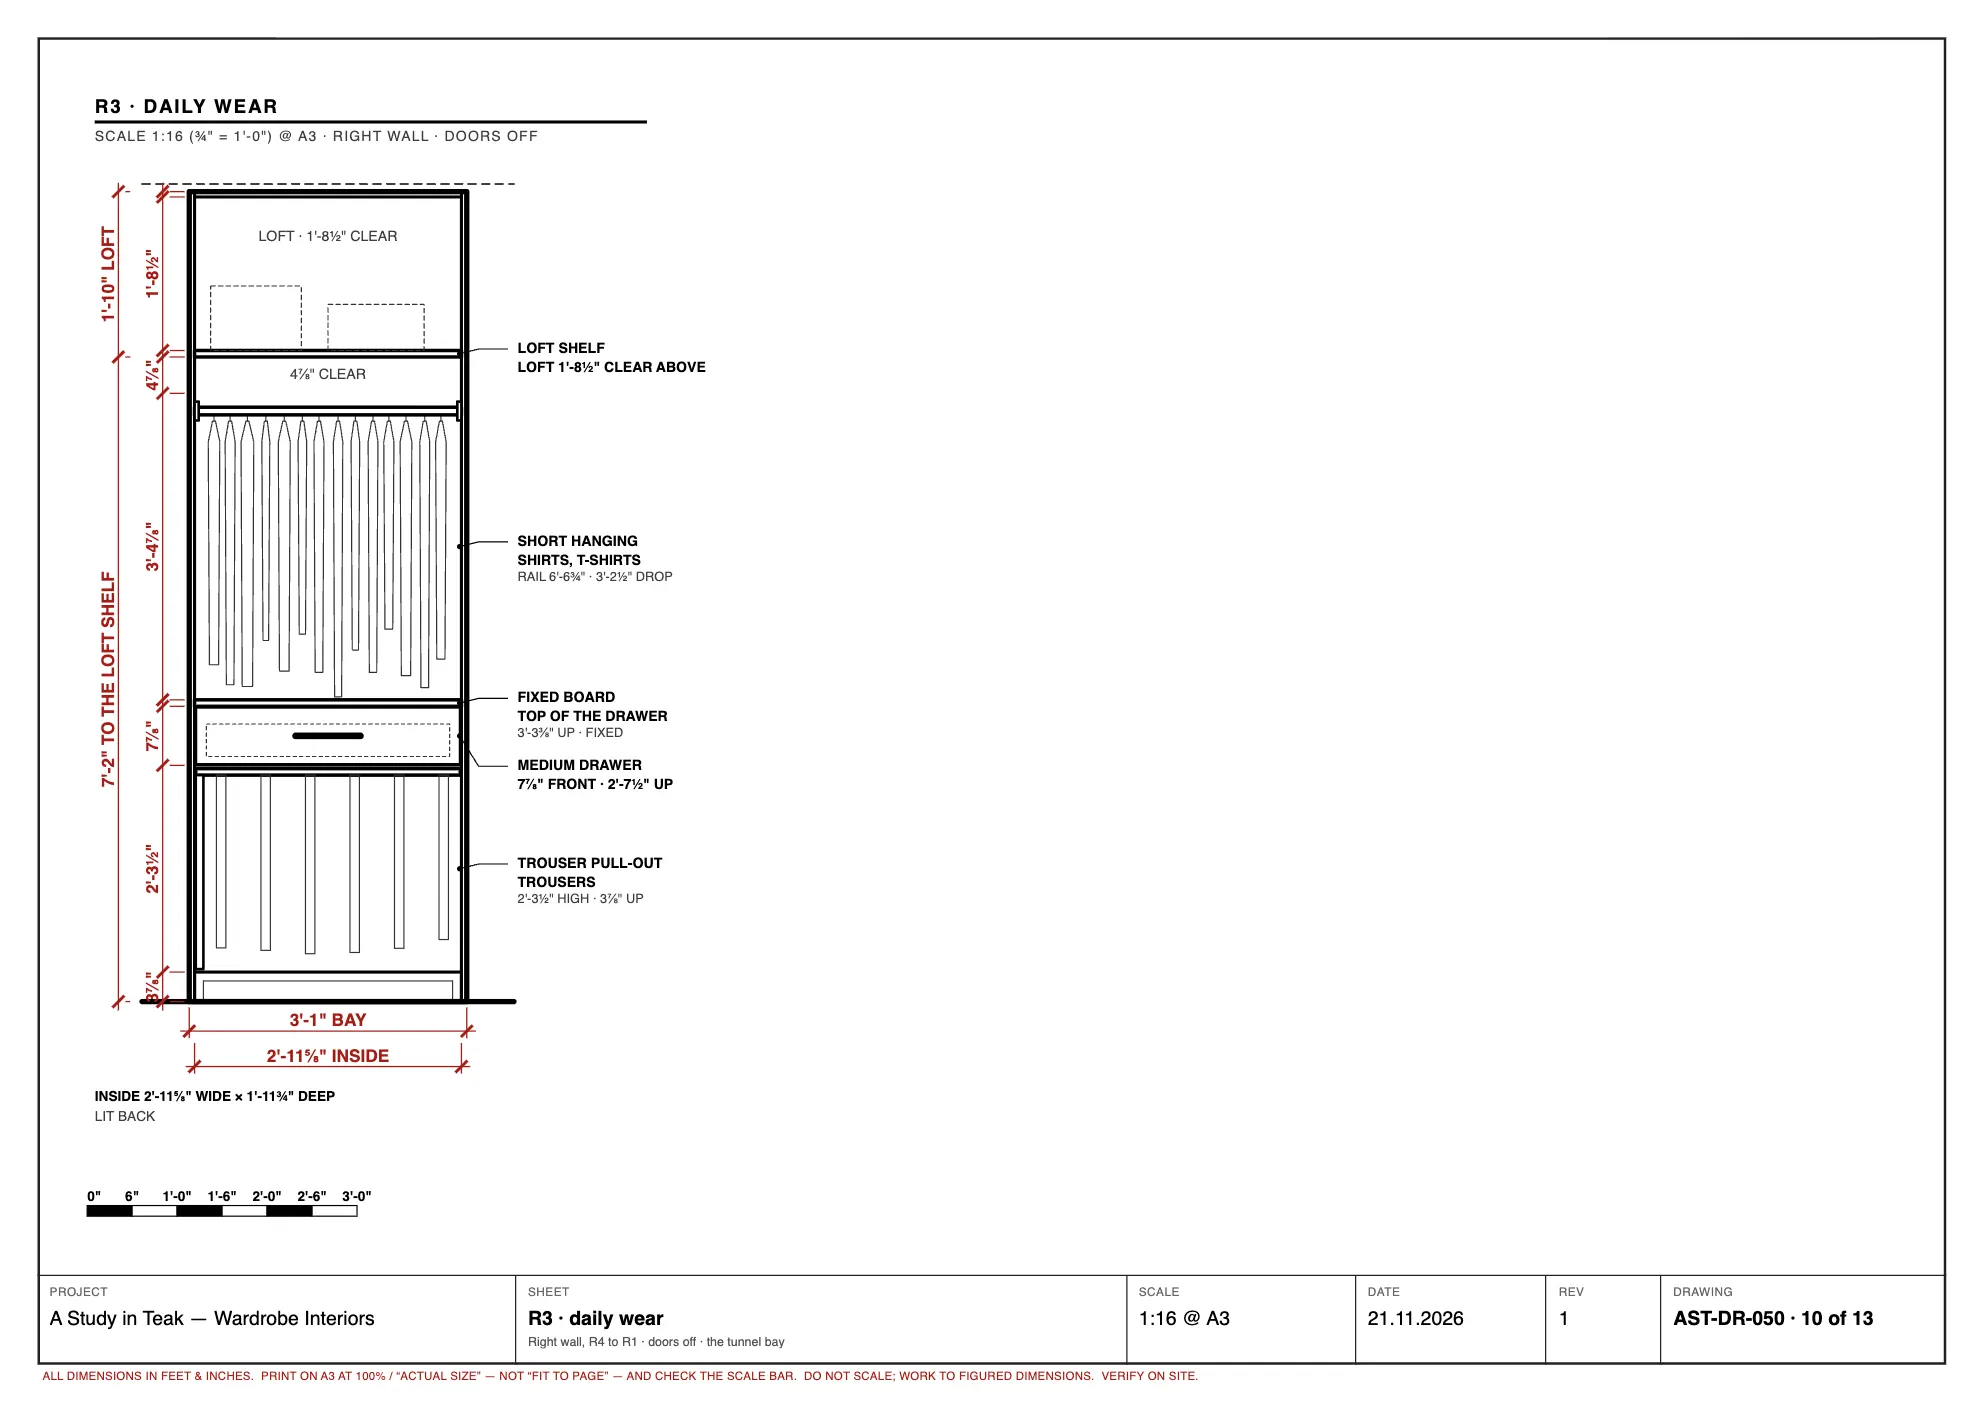 R3 · DAILY WEAR
SCALE 1:16 (¾" = 1'-0") @ A3 · RIGHT WALL · DOORS OFF
1'-10" LOFT
1'-8½"
LOFT · 1'-8½" CLEAR
LOFT SHELF
LOFT 1'-8½" CLEAR ABOVE
4⅞"
4⅞" CLEAR
7'-2" TO THE LOFT SHELF
3'-4⅞"
SHORT HANGING
SHIRTS, T-SHIRTS
RAIL 6'-6¾" · 3'-2½" DROP
FIXED BOARD
TOP OF THE DRAWER
3'-3⅜" UP · FIXED
7⅞"
MEDIUM DRAWER
7⅞" FRONT · 2'-7½" UP
2'-3½"
TROUSER PULL-OUT
TROUSERS
2'-3½" HIGH · 3⅞" UP
3⅞"
3'-1" BAY
2'-11⅝" INSIDE
INSIDE 2'-11⅝" WIDE × 1'-11¾" DEEP
LIT BACK
0" 6" 1'-0" 1'-6" 2'-0" 2'-6" 3'-0"
PROJECT
A Study in Teak — Wardrobe Interiors
SHEET
R3 · daily wear
Right wall, R4 to R1 · doors off · the tunnel bay
SCALE
1:16 @ A3
DATE
21.11.2026
REV
1
DRAWING
AST-DR-050 · 10 of 13
ALL DIMENSIONS IN FEET & INCHES. PRINT ON A3 AT 100% / “ACTUAL SIZE” — NOT “FIT TO PAGE” — AND CHECK THE SCALE BAR. DO NOT SCALE; WORK TO FIGURED DIMENSIONS. VERIFY ON SITE.